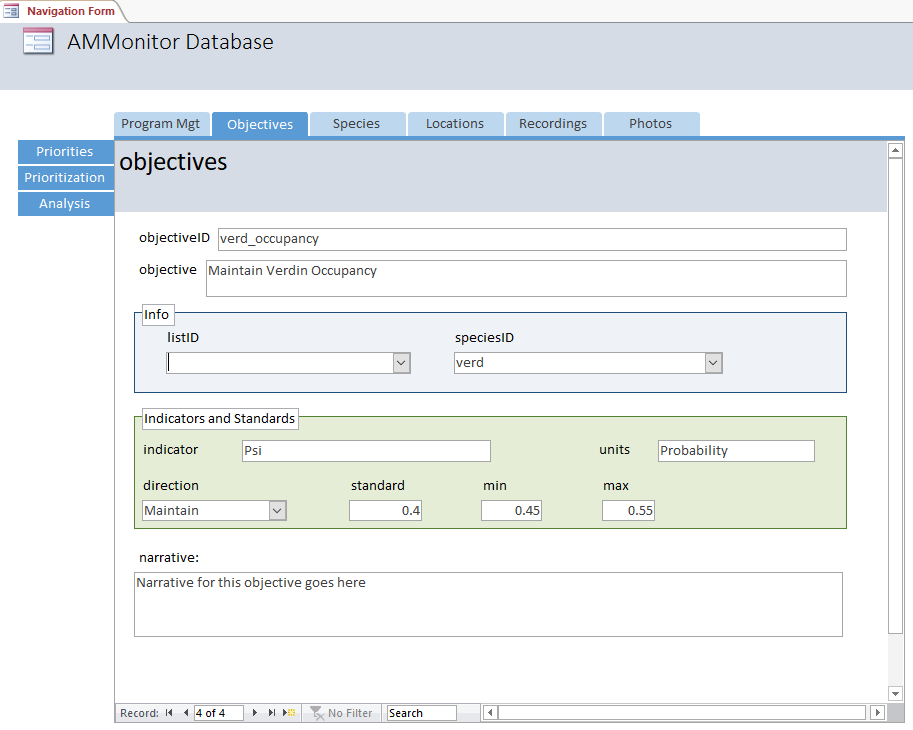 Navigation Form
AMMonitor Database
Program Mgt Objectives Species Locations Recordings Photos
Priorities
Prioritization
Analysis
objectives
objectiveID verd_occupancy
objective Maintain Verdin Occupancy
Info
listID speciesID
verd
Indicators and Standards
indicator Psi units Probability
direction standard min max
Maintain 0.4 0.45 0.55
narrative:
Narrative for this objective goes here
Record: 4 of 4 No Filter Search